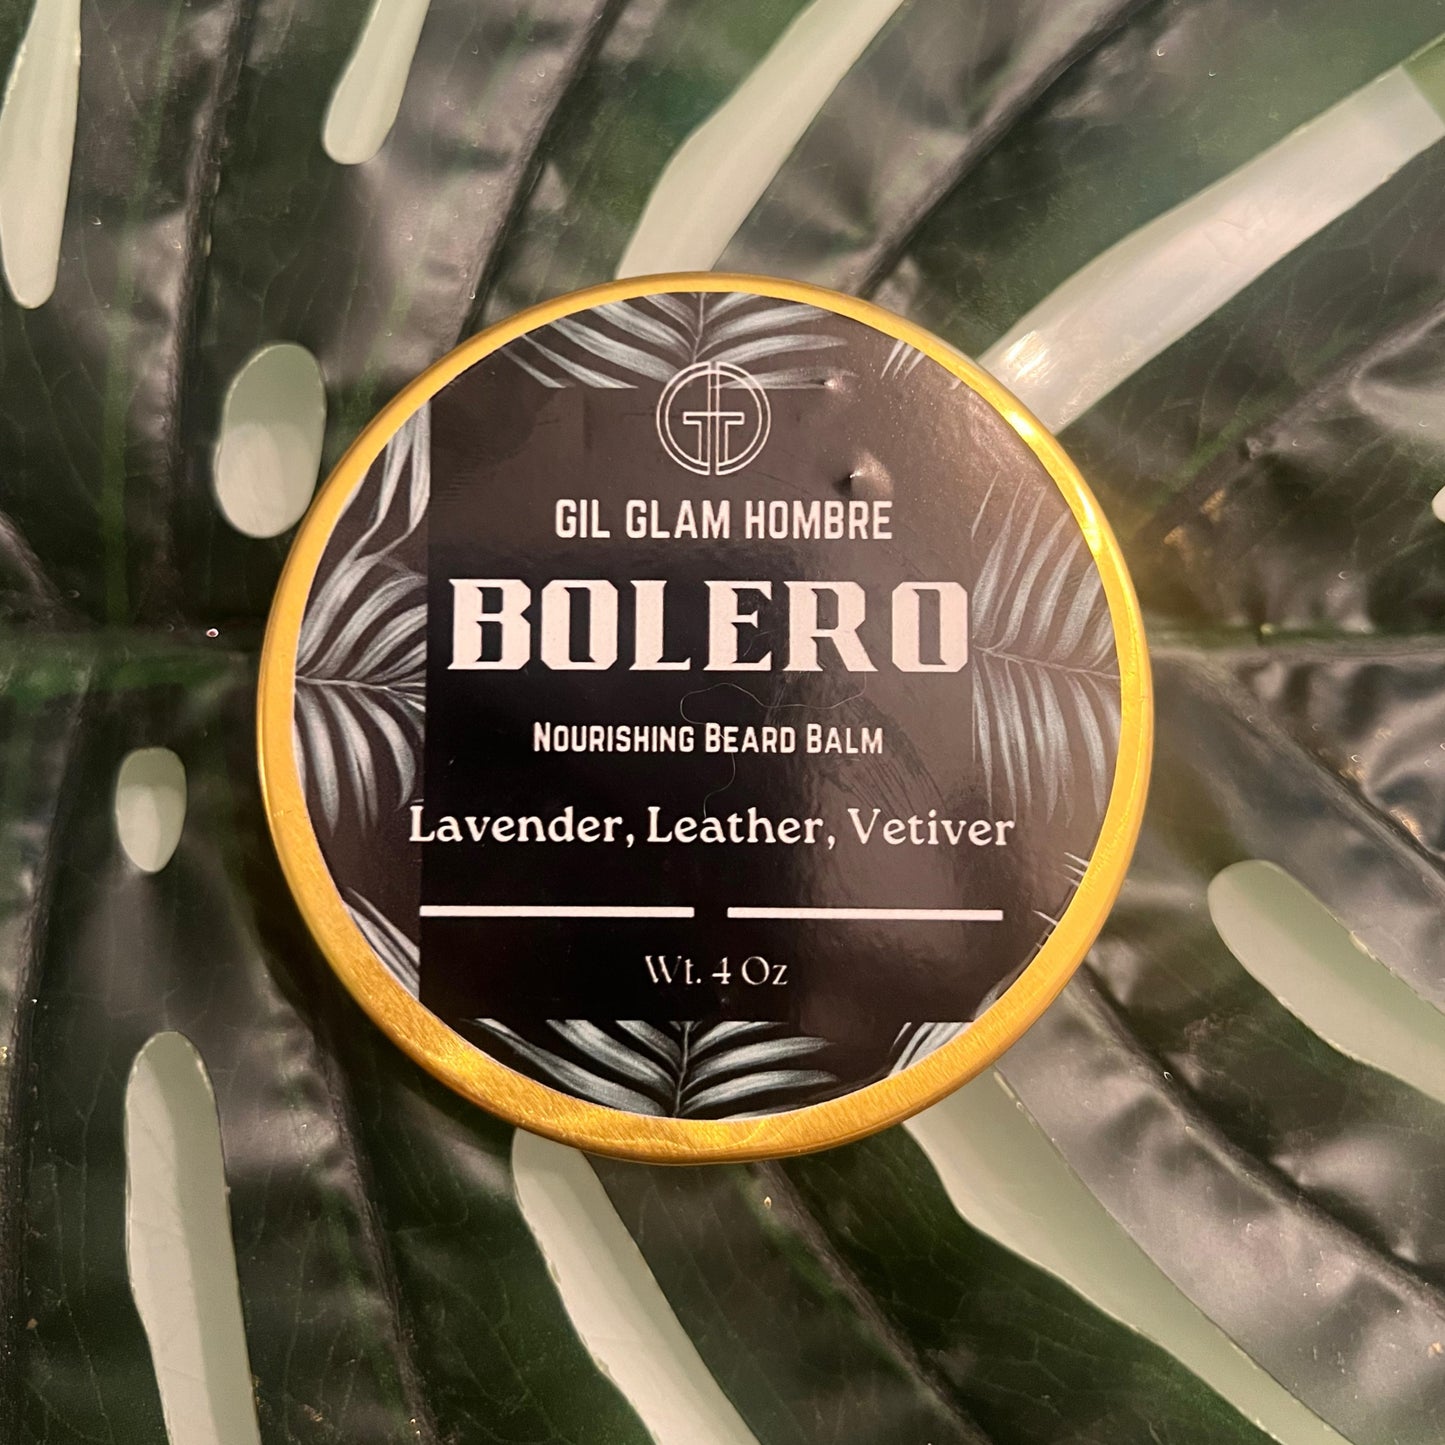 GIL GLAM HOMBRE
BOLERO
NOURISHING BEARD BALM
Lavender, Leather, Vetiver
Wt. 4 Oz